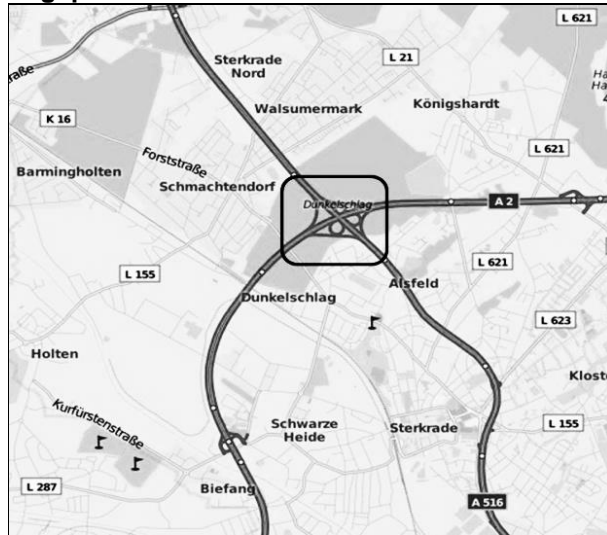 L 621
Sterkrade
Nord
L 21
Walsumermark
Königshardt
K 16
Forststraße
L 621
Barmingholten
Schmachtendorf
Dunkelschlag
A 2
L 155
Dunkelschlag
Alsfeld
L 621
L 623
Holten
Kurfürstenstraße
Schwarze
Heide
Sterkrade
L 155
L 287
Biefang
A 516